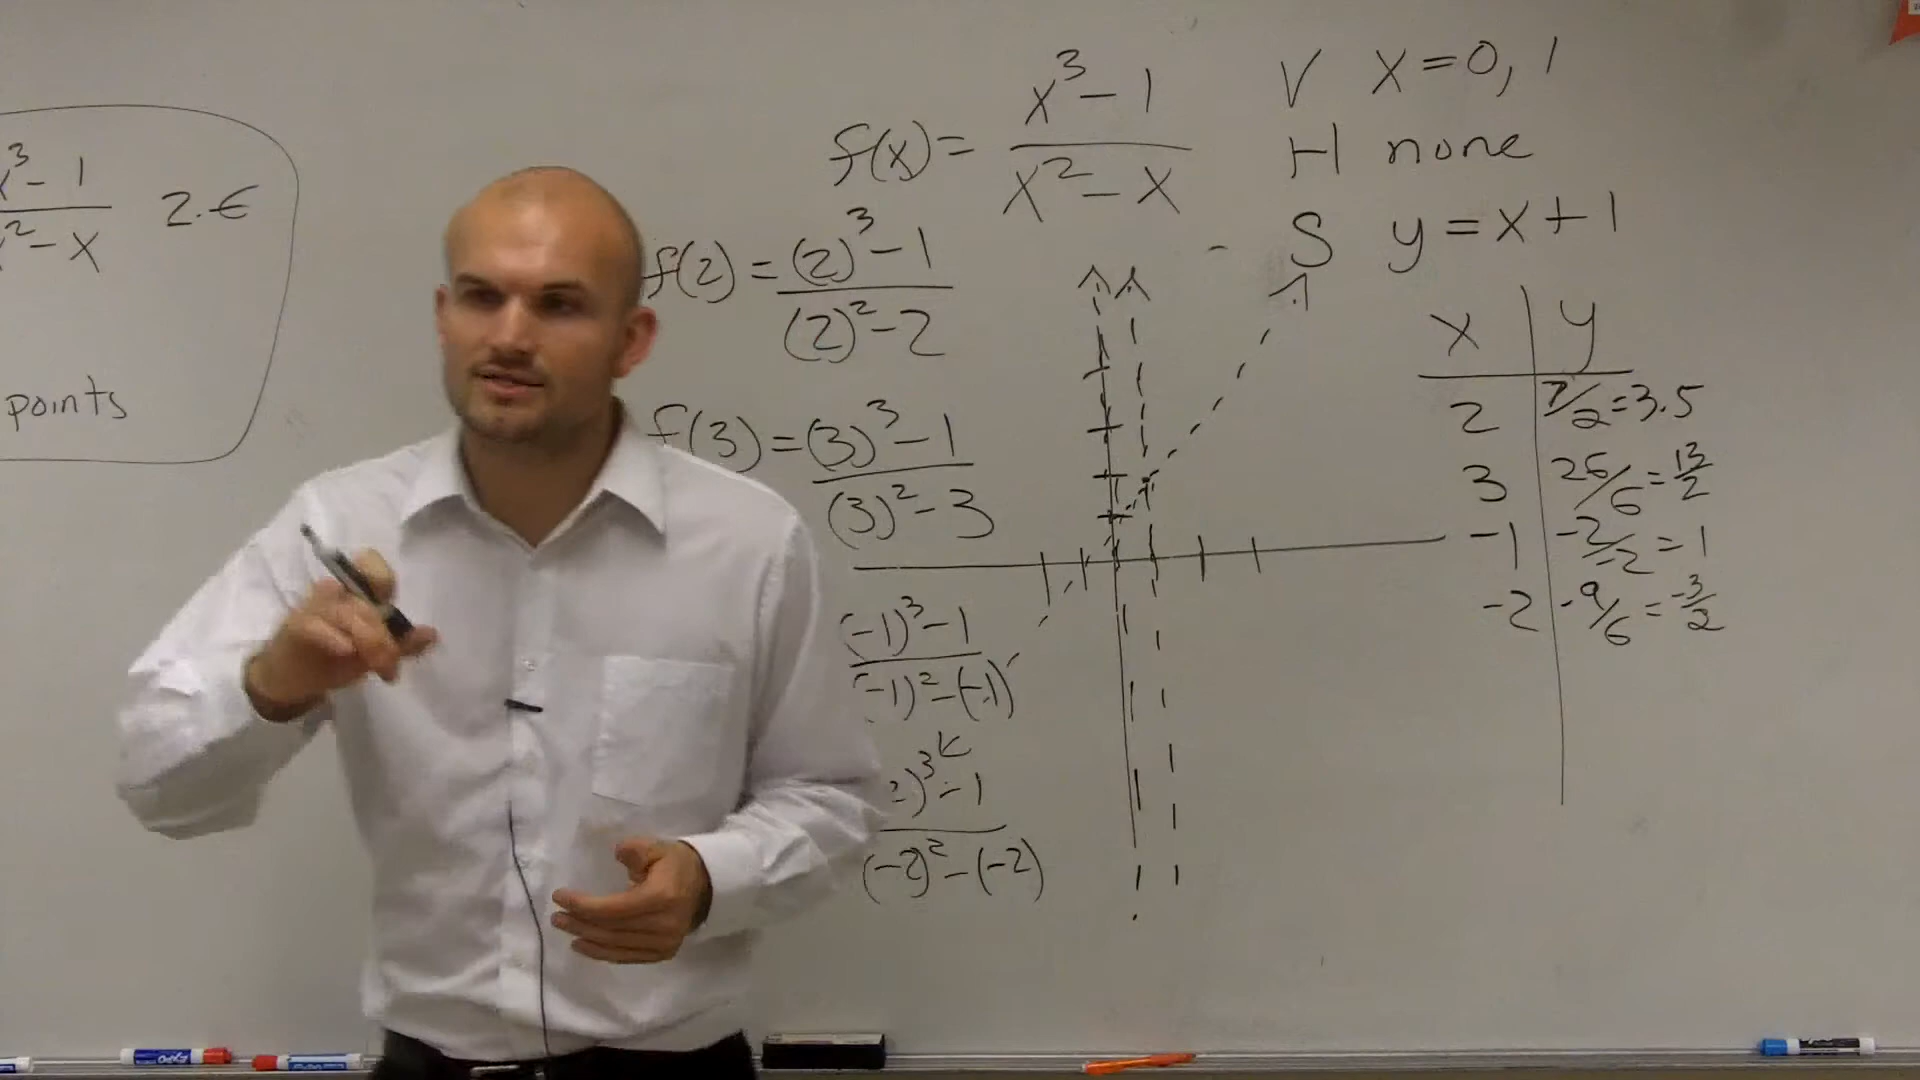 x³ - 1
x² - x
2.
points
f(x) = x³ - 1
x² - x
V x = 0, 1
H none
S y = x + 1
f(2) = (2)³ - 1
(2)² - 2
f(3) = (3)³ - 1
(3)² - 3
(-1)³ - 1
(-1)² - (-1)
2)³ - 1
(-2)² - (-2)
x y
2 7/2 = 3.5
3 26/6 = 13/2
-1 -2/-2 = 1
-2 -9/6 = -3/2
EXPO